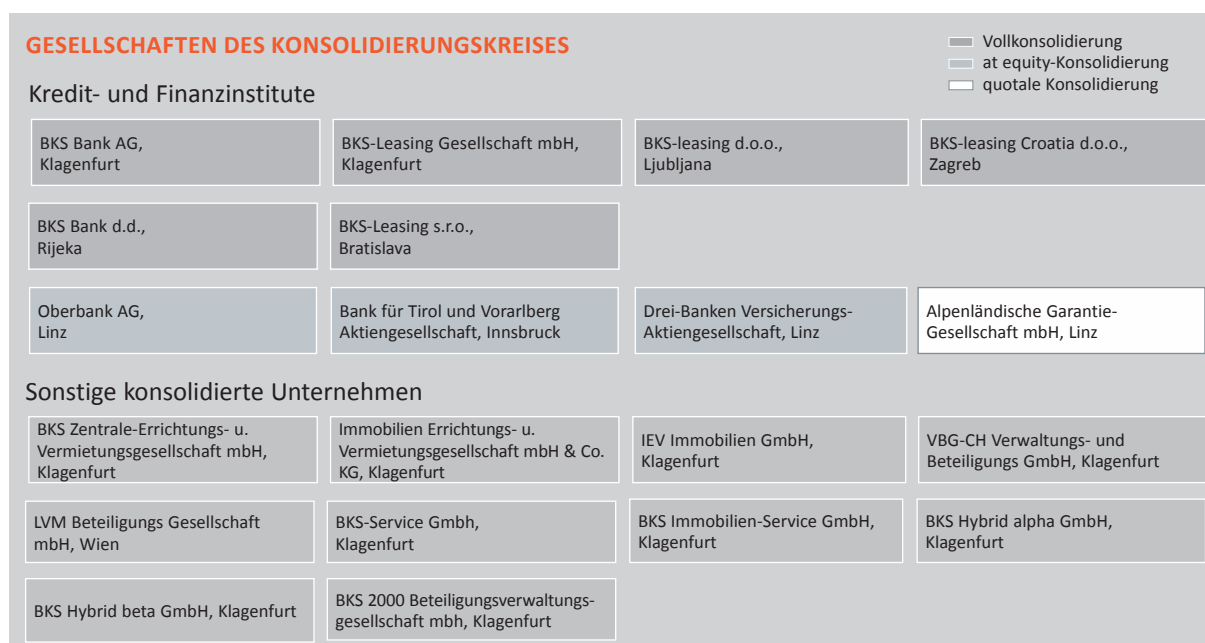 GESELLSCHAFTEN DES KONSOLIDIERUNGSKREISES
Vollkonsolidierung
at equity-Konsolidierung
quotale Konsolidierung
Kredit- und Finanzinstitute
BKS Bank AG,
Klagenfurt
BKS-Leasing Gesellschaft mbH,
Klagenfurt
BKS-leasing d.o.o.,
Ljubljana
BKS-leasing Croatia d.o.o.,
Zagreb
BKS Bank d.d.,
Rijeka
BKS-Leasing s.r.o.,
Bratislava
Oberbank AG,
Linz
Bank für Tirol und Vorarlberg
Aktiengesellschaft, Innsbruck
Drei-Banken Versicherungs-
Aktiengesellschaft, Linz
Alpenländische Garantie-
Gesellschaft mbH, Linz
Sonstige konsolidierte Unternehmen
BKS Zentrale-Errichtungs- u.
Vermietungsgesellschaft mbH,
Klagenfurt
Immobilien Errichtungs- u.
Vermietungsgesellschaft mbH & Co.
KG, Klagenfurt
IEV Immobilien GmbH,
Klagenfurt
VBG-CH Verwaltungs- und
Beteiligungs GmbH, Klagenfurt
LVM Beteiligungs Gesellschaft
mbH, Wien
BKS-Service Gmbh,
Klagenfurt
BKS Immobilien-Service GmbH,
Klagenfurt
BKS Hybrid alpha GmbH,
Klagenfurt
BKS Hybrid beta GmbH, Klagenfurt
BKS 2000 Beteiligungsverwaltungs-
gesellschaft mbh, Klagenfurt